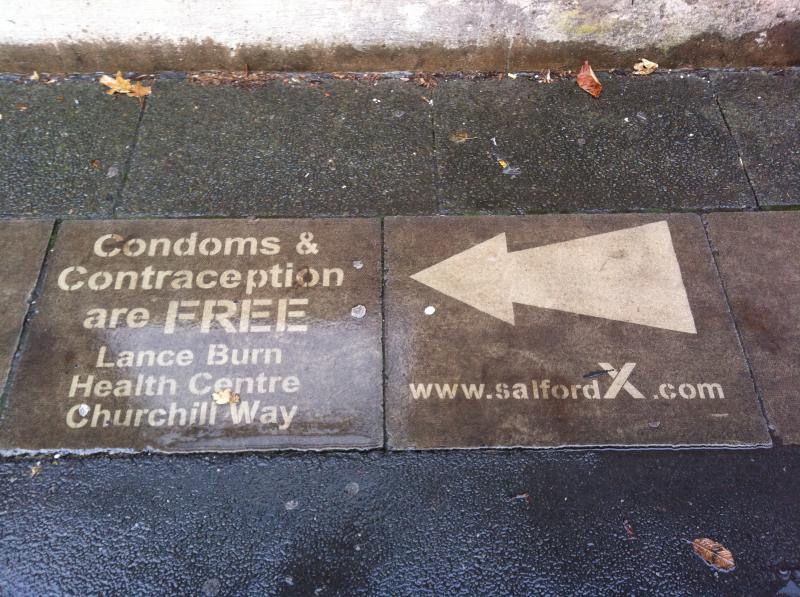 Condoms &
Contraception
are FREE
Lance Burn
Health Centre
Churchill Way
www.salfordX.com